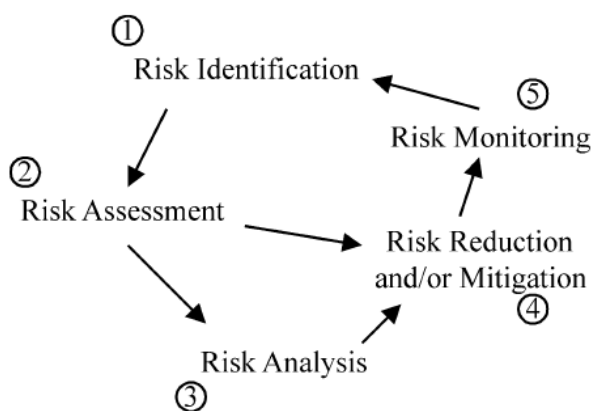 ①
Risk Identification
②
Risk Assessment
③
Risk Analysis
④
Risk Reduction
and/or Mitigation
⑤
Risk Monitoring